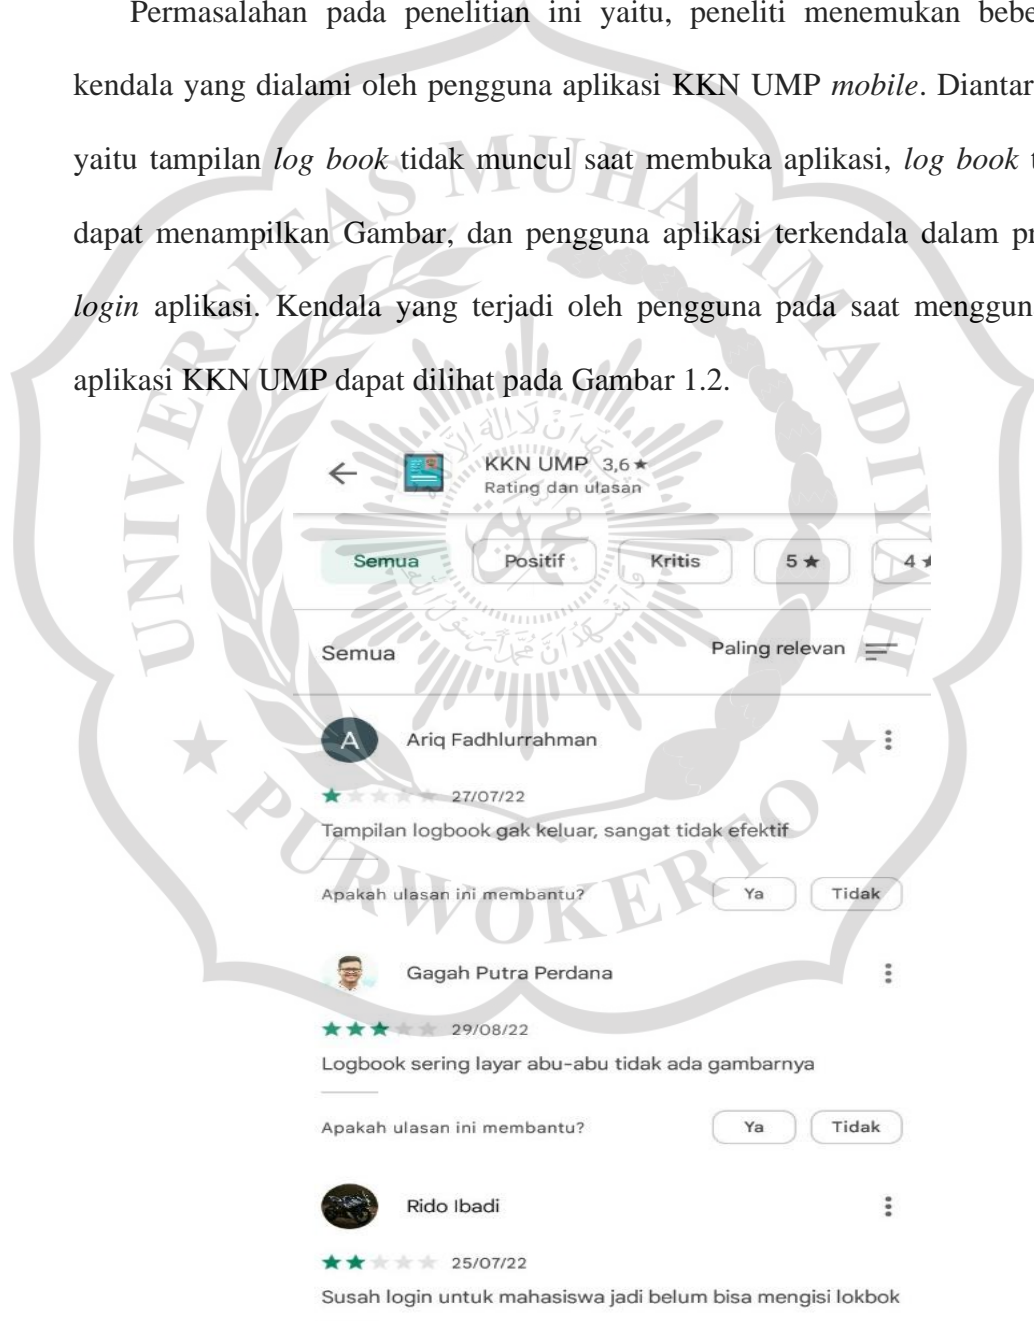 Permasalahan pada penelitian ini yaitu, peneliti menemukan bebe
kendala yang dialami oleh pengguna aplikasi KKN UMP mobile. Diantar
yaitu tampilan log book tidak muncul saat membuka aplikasi, log book t
dapat menampilkan Gambar, dan pengguna aplikasi terkendala dalam pr
login aplikasi. Kendala yang terjadi oleh pengguna pada saat menggun
aplikasi KKN UMP dapat dilihat pada Gambar 1.2.
UNIVERSITAS MUHAMMADIYAH
PURWOKERTO
KKN UMP 3,6★
Rating dan ulasan
Semua Positif Kritis 5 ★ 4 ★
Semua Paling relevan
A Ariq Fadhlurrahman
27/07/22
Tampilan logbook gak keluar, sangat tidak efektif
Apakah ulasan ini membantu? Ya Tidak
Gagah Putra Perdana
29/08/22
Logbook sering layar abu-abu tidak ada gambarnya
Apakah ulasan ini membantu? Ya Tidak
Rido Ibadi
25/07/22
Susah login untuk mahasiswa jadi belum bisa mengisi lokbok